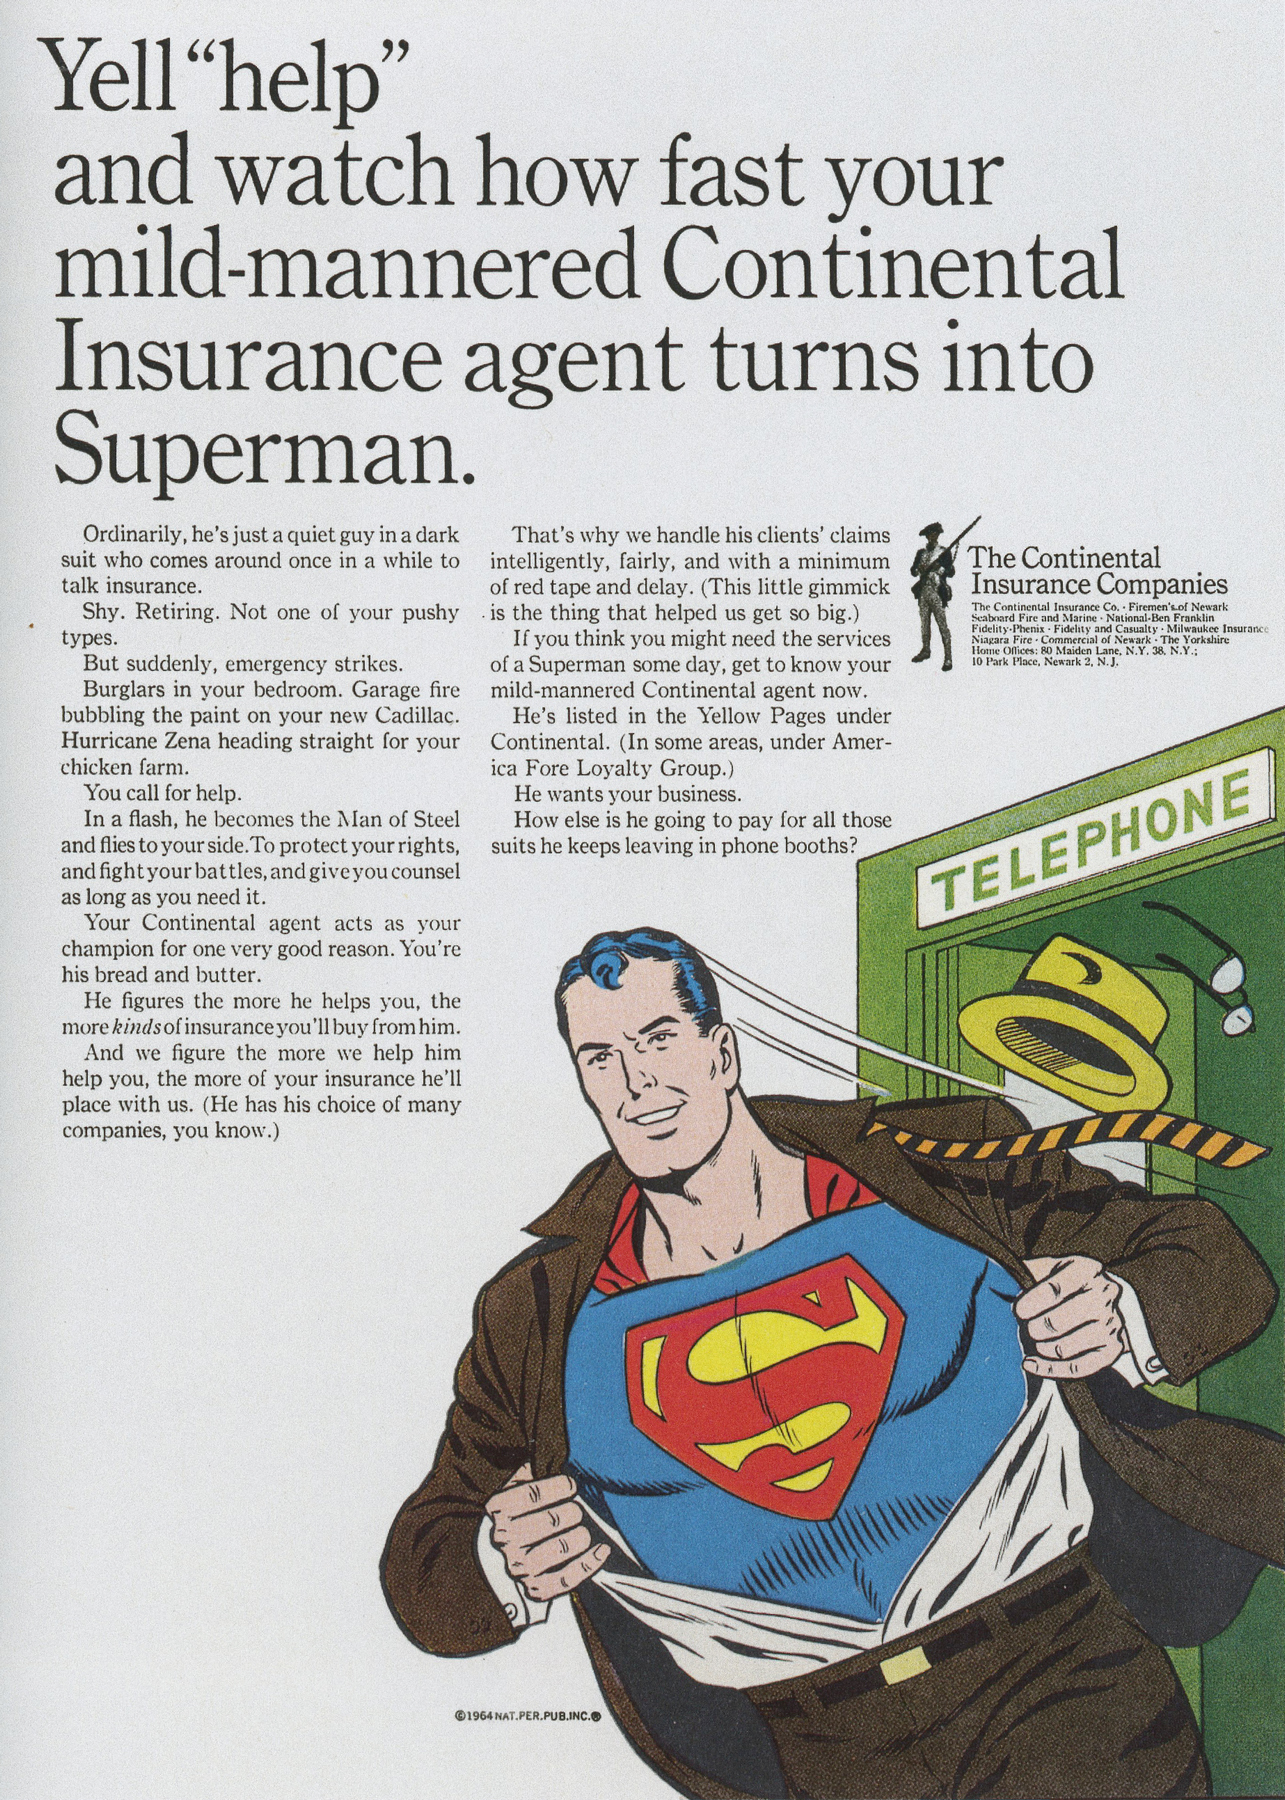 Yell “help”
and watch how fast your
mild-mannered Continental
Insurance agent turns into
Superman.
Ordinarily, he’s just a quiet guy in a dark
suit who comes around once in a while to
talk insurance.
Shy. Retiring. Not one of your pushy
types.
But suddenly, emergency strikes.
Burglars in your bedroom. Garage fire
bubbling the paint on your new Cadillac.
Hurricane Zena heading straight for your
chicken farm.
You call for help.
In a flash, he becomes the Man of Steel
and flies to your side. To protect your rights,
and fight your battles, and give you counsel
as long as you need it.
Your Continental agent acts as your
champion for one very good reason. You’re
his bread and butter.
He figures the more he helps you, the
more kinds of insurance you’ll buy from him.
And we figure the more we help him
help you, the more of your insurance he’ll
place with us. (He has his choice of many
companies, you know.)
That’s why we handle his clients’ claims
intelligently, fairly, and with a minimum
of red tape and delay. (This little gimmick
is the thing that helped us get so big.)
If you think you might need the services
of a Superman some day, get to know your
mild-mannered Continental agent now.
He’s listed in the Yellow Pages under
Continental. (In some areas, under Amer-
ica Fore Loyalty Group.)
He wants your business.
How else is he going to pay for all those
suits he keeps leaving in phone booths?
The Continental
Insurance Companies
The Continental Insurance Co. · Firemen’s of Newark
Seaboard Fire and Marine · National-Ben Franklin
Fidelity-Phenix · Fidelity and Casualty · Milwaukee Insurance
Niagara Fire · Commercial of Newark · The Yorkshire
Home Offices: 80 Maiden Lane, N.Y. 38, N.Y.;
10 Park Place, Newark 2, N.J.
TELEPHONE
S
©1964 NAT.PER.PUB.INC.®